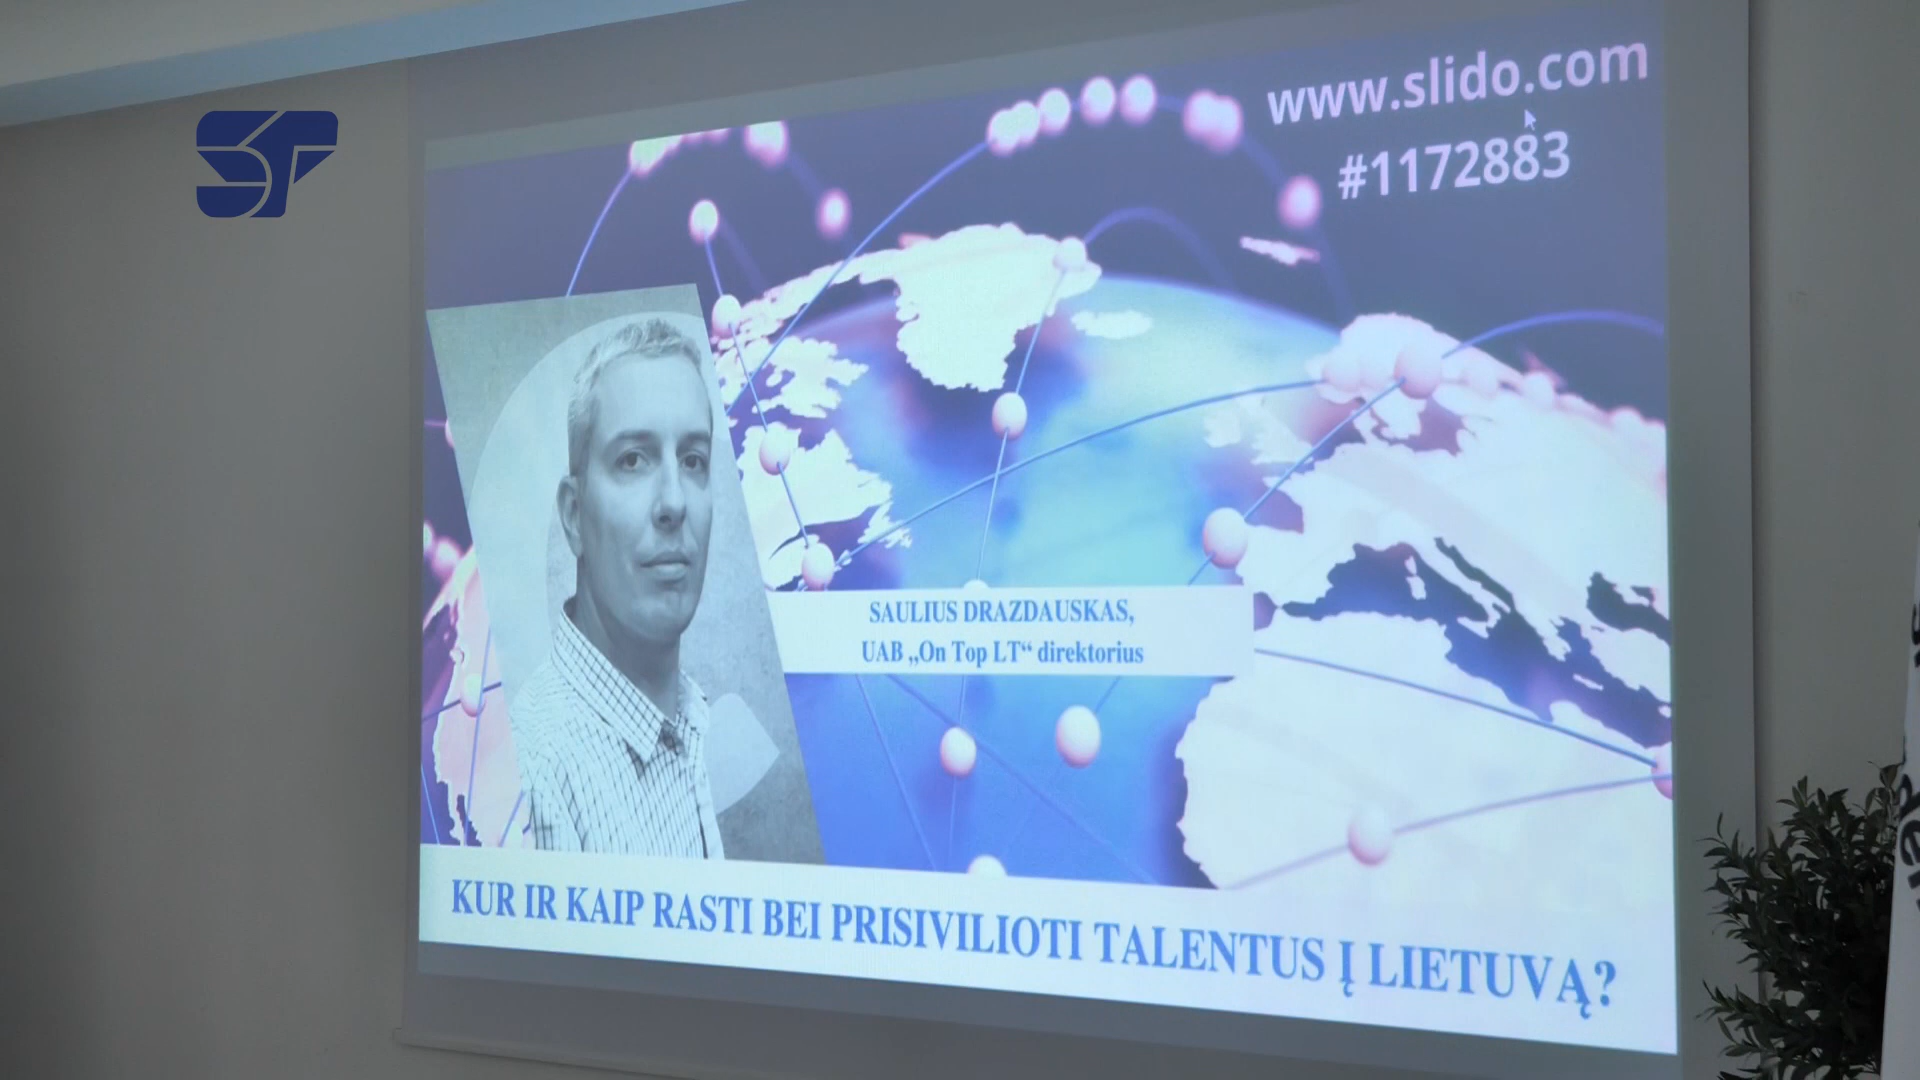 www.slido.com
#1172883
SAULIUS DRAZDAUSKAS,
UAB „On Top LT“ direktorius
KUR IR KAIP RASTI BEI PRISIVILIOTI TALENTUS Į LIETUVĄ?